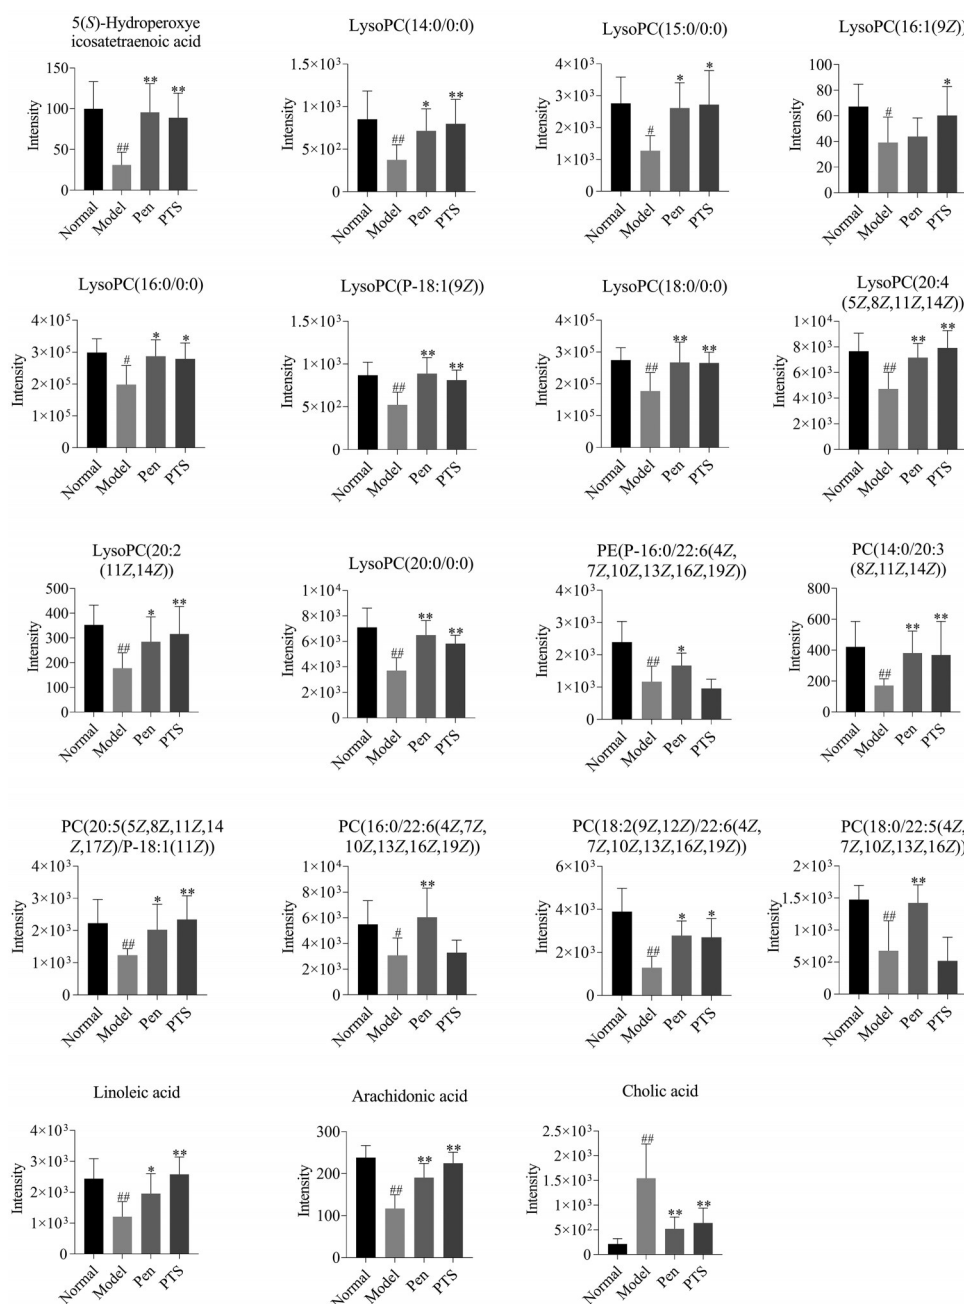 5(S)-Hydroperoxye
icosatetraenoic acid
Intensity
150
100
50
0
##
**
**
Normal
Model
Pen
PTS
LysoPC(14:0/0:0)
Intensity
1.5×10³
1×10³
5×10²
0
##
*
**
Normal
Model
Pen
PTS
LysoPC(15:0/0:0)
Intensity
4×10³
3×10³
2×10³
1×10³
0
#
*
*
Normal
Model
Pen
PTS
LysoPC(16:1(9Z))
Intensity
100
80
60
40
20
0
#
*
Normal
Model
Pen
PTS
LysoPC(16:0/0:0)
Intensity
4×10⁵
3×10⁵
2×10⁵
1×10⁵
0
#
*
*
Normal
Model
Pen
PTS
LysoPC(P-18:1(9Z))
Intensity
1.5×10³
1×10³
5×10²
0
##
**
**
Normal
Model
Pen
PTS
LysoPC(18:0/0:0)
Intensity
4×10⁵
3×10⁵
2×10⁵
1×10⁵
0
##
**
**
Normal
Model
Pen
PTS
LysoPC(20:4
(5Z,8Z,11Z,14Z))
Intensity
1×10⁴
8×10³
6×10³
4×10³
2×10³
0
##
**
**
Normal
Model
Pen
PTS
LysoPC(20:2
(11Z,14Z))
Intensity
500
400
300
200
100
0
##
*
**
Normal
Model
Pen
PTS
LysoPC(20:0/0:0)
Intensity
1×10⁴
8×10³
6×10³
4×10³
2×10³
0
##
**
**
Normal
Model
Pen
PTS
PE(P-16:0/22:6(4Z,
7Z,10Z,13Z,16Z,19Z))
Intensity
4×10³
3×10³
2×10³
1×10³
0
##
*
Normal
Model
Pen
PTS
PC(14:0/20:3
(8Z,11Z,14Z))
Intensity
800
600
400
200
0
##
**
**
Normal
Model
Pen
PTS
PC(20:5(5Z,8Z,11Z,14
Z,17Z)/P-18:1(11Z))
Intensity
4×10³
3×10³
2×10³
1×10³
0
##
*
**
Normal
Model
Pen
PTS
PC(16:0/22:6(4Z,7Z,
10Z,13Z,16Z,19Z))
Intensity
1×10⁴
8×10³
6×10³
4×10³
2×10³
0
#
**
Normal
Model
Pen
PTS
PC(18:2(9Z,12Z)/22:6(4Z,
7Z,10Z,13Z,16Z,19Z))
Intensity
6×10³
4×10³
2×10³
0
##
*
*
Normal
Model
Pen
PTS
PC(18:0/22:5(4Z,
7Z,10Z,13Z,16Z))
Intensity
2×10³
1.5×10³
1×10³
5×10²
0
##
**
Normal
Model
Pen
PTS
Linoleic acid
Intensity
4×10³
3×10³
2×10³
1×10³
0
##
*
**
Normal
Model
Pen
PTS
Arachidonic acid
Intensity
300
200
100
0
##
**
**
Normal
Model
Pen
PTS
Cholic acid
Intensity
2.5×10³
2×10³
1.5×10³
1×10³
5×10²
0
##
**
**
Normal
Model
Pen
PTS